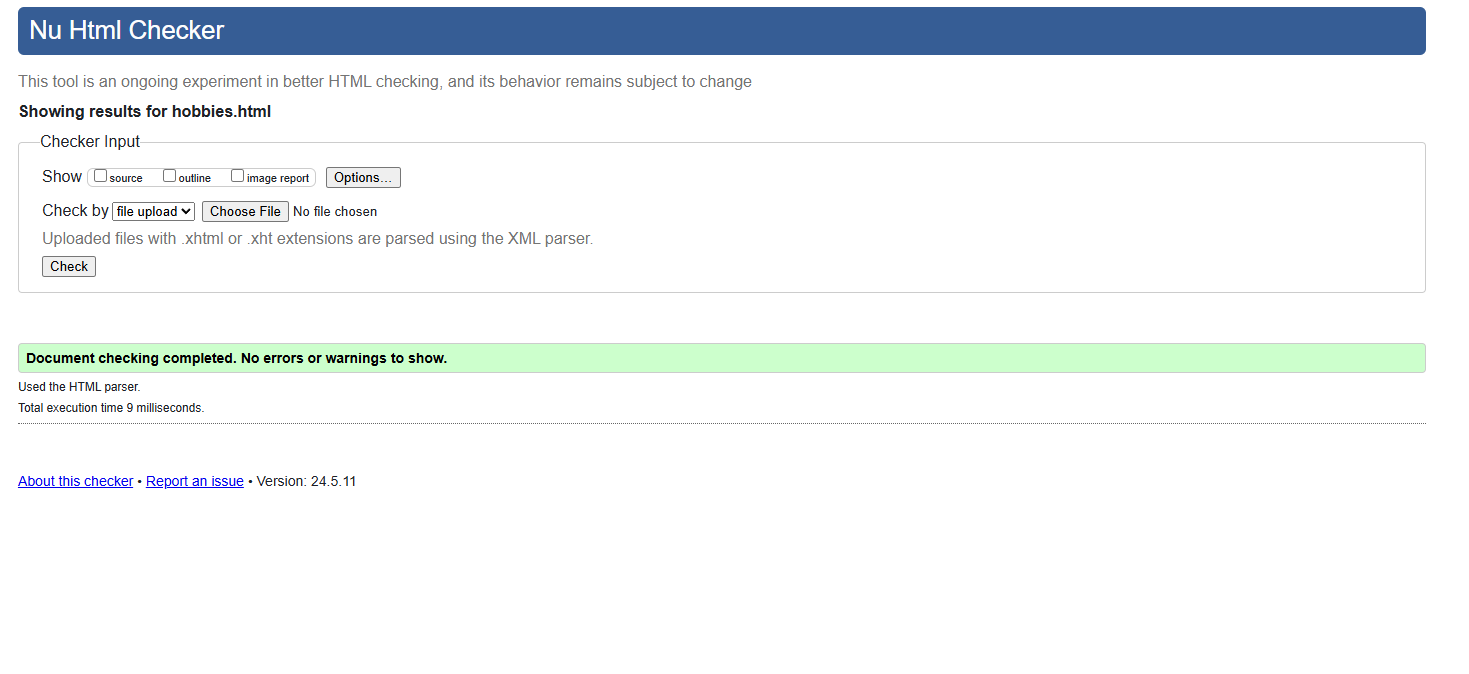 Nu Html Checker
This tool is an ongoing experiment in better HTML checking, and its behavior remains subject to change
Showing results for hobbies.html
Checker Input
Show source outline image report Options...
Check by file upload Choose File No file chosen
Uploaded files with .xhtml or .xht extensions are parsed using the XML parser.
Check
Document checking completed. No errors or warnings to show.
Used the HTML parser.
Total execution time 9 milliseconds.
About this checker • Report an issue • Version: 24.5.11